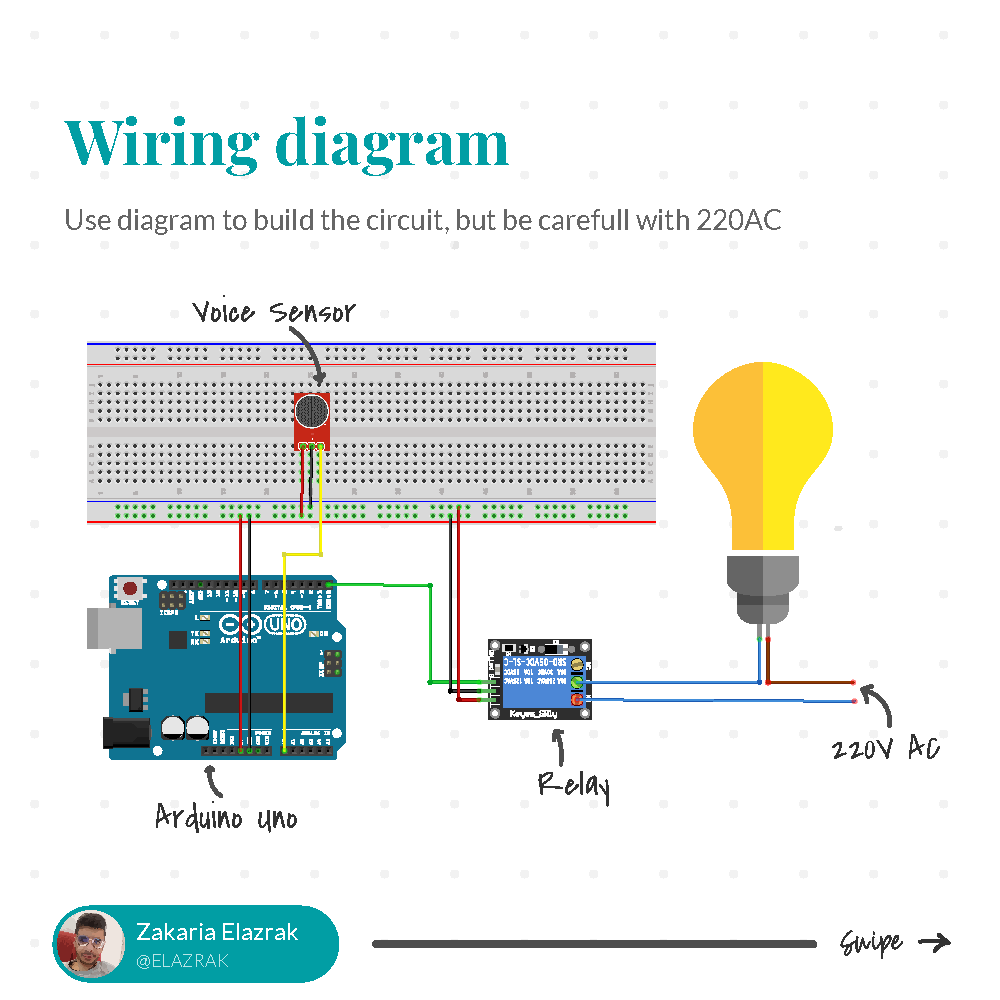 Wiring diagram
Use diagram to build the circuit, but be carefull with 220AC
Voice Sensor
UNO
Arduino
SRD-05VDC-SL-C
Keyes_SRly
220V AC
Relay
Arduino uno
Zakaria Elazrak
@ELAZRAK
Swipe